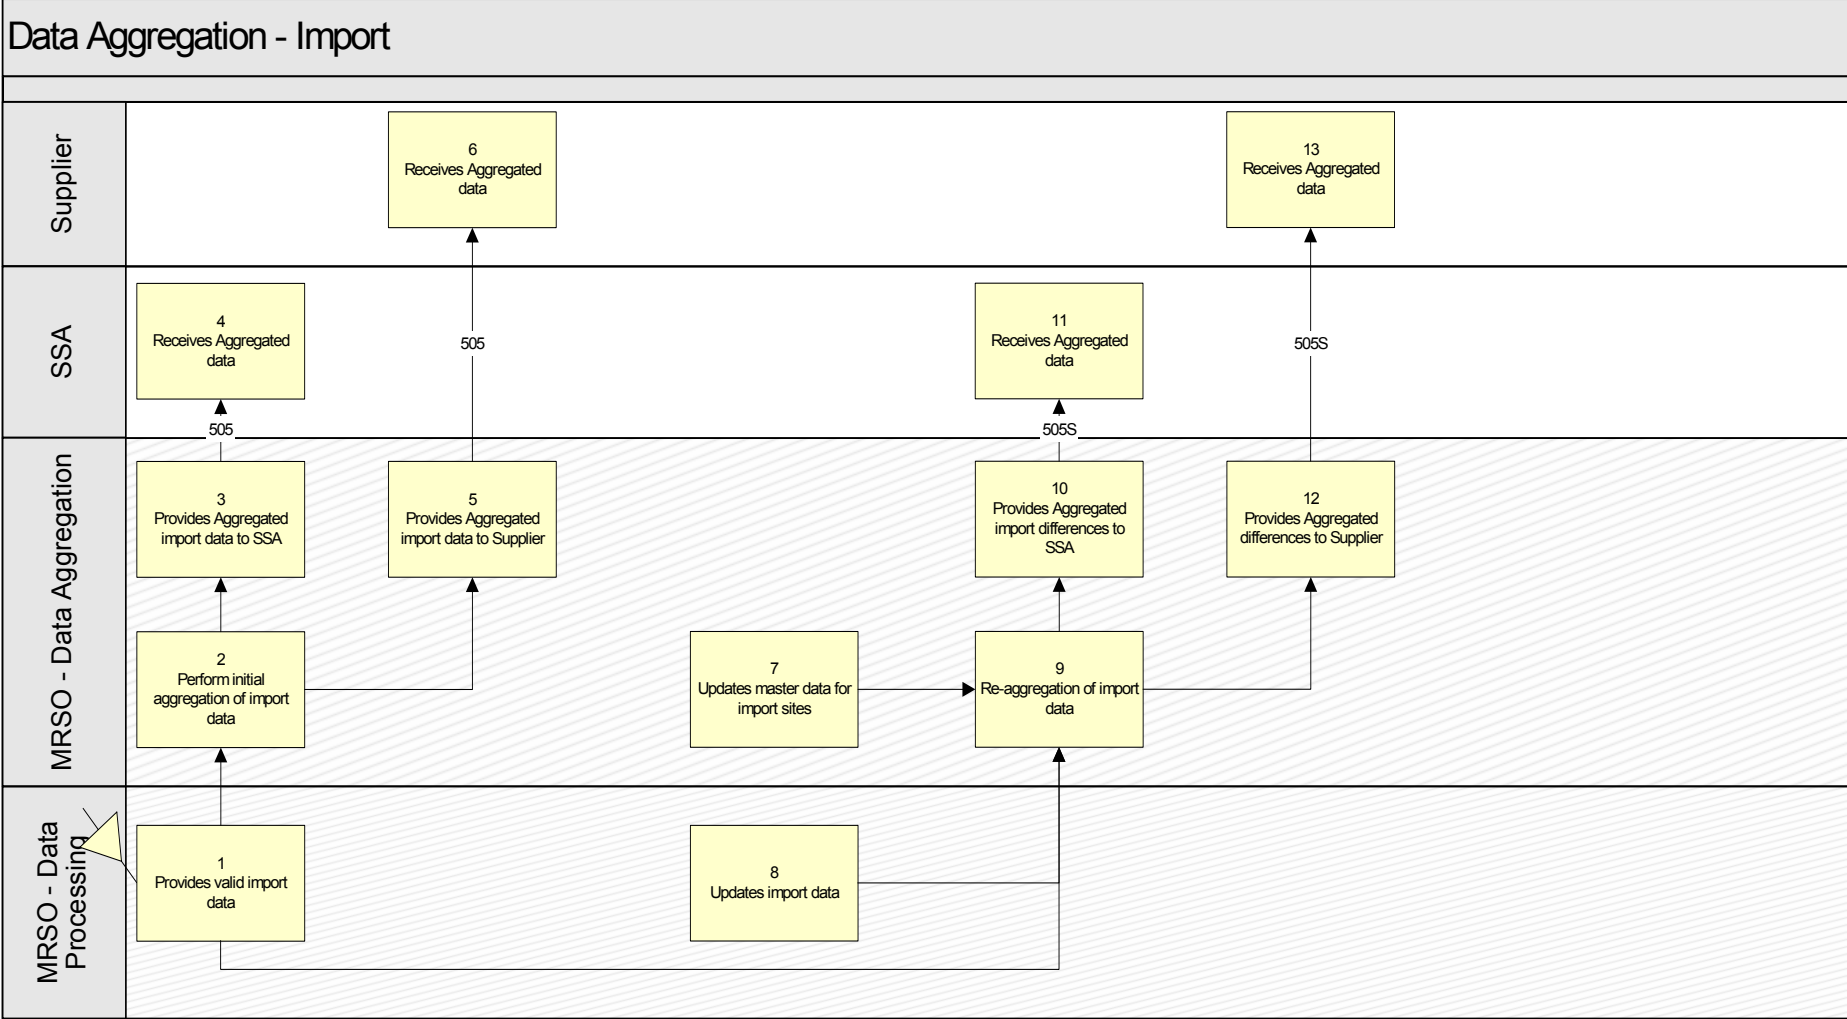 Data Aggregation - Import
Supplier
6
Receives Aggregated
data
13
Receives Aggregated
data
SSA
4
Receives Aggregated
data
505
11
Receives Aggregated
data
505S
505
505S
MRSO - Data Aggregation
3
Provides Aggregated
import data to SSA
5
Provides Aggregated
import data to Supplier
10
Provides Aggregated
import differences to
SSA
12
Provides Aggregated
differences to Supplier
2
Perform initial
aggregation of import
data
7
Updates master data for
import sites
9
Re-aggregation of import
data
MRSO - Data
Processing
1
Provides valid import
data
8
Updates import data